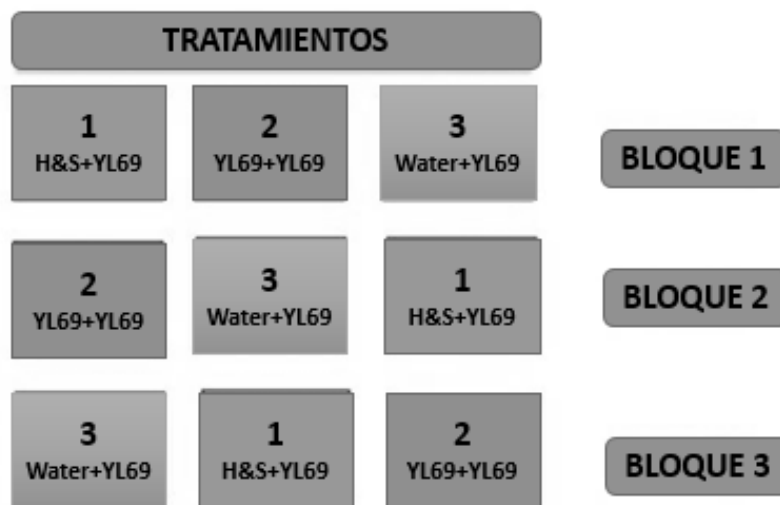 TRATAMIENTOS
1
H&S+YL69
2
YL69+YL69
3
Water+YL69
BLOQUE 1
2
YL69+YL69
3
Water+YL69
1
H&S+YL69
BLOQUE 2
3
Water+YL69
1
H&S+YL69
2
YL69+YL69
BLOQUE 3